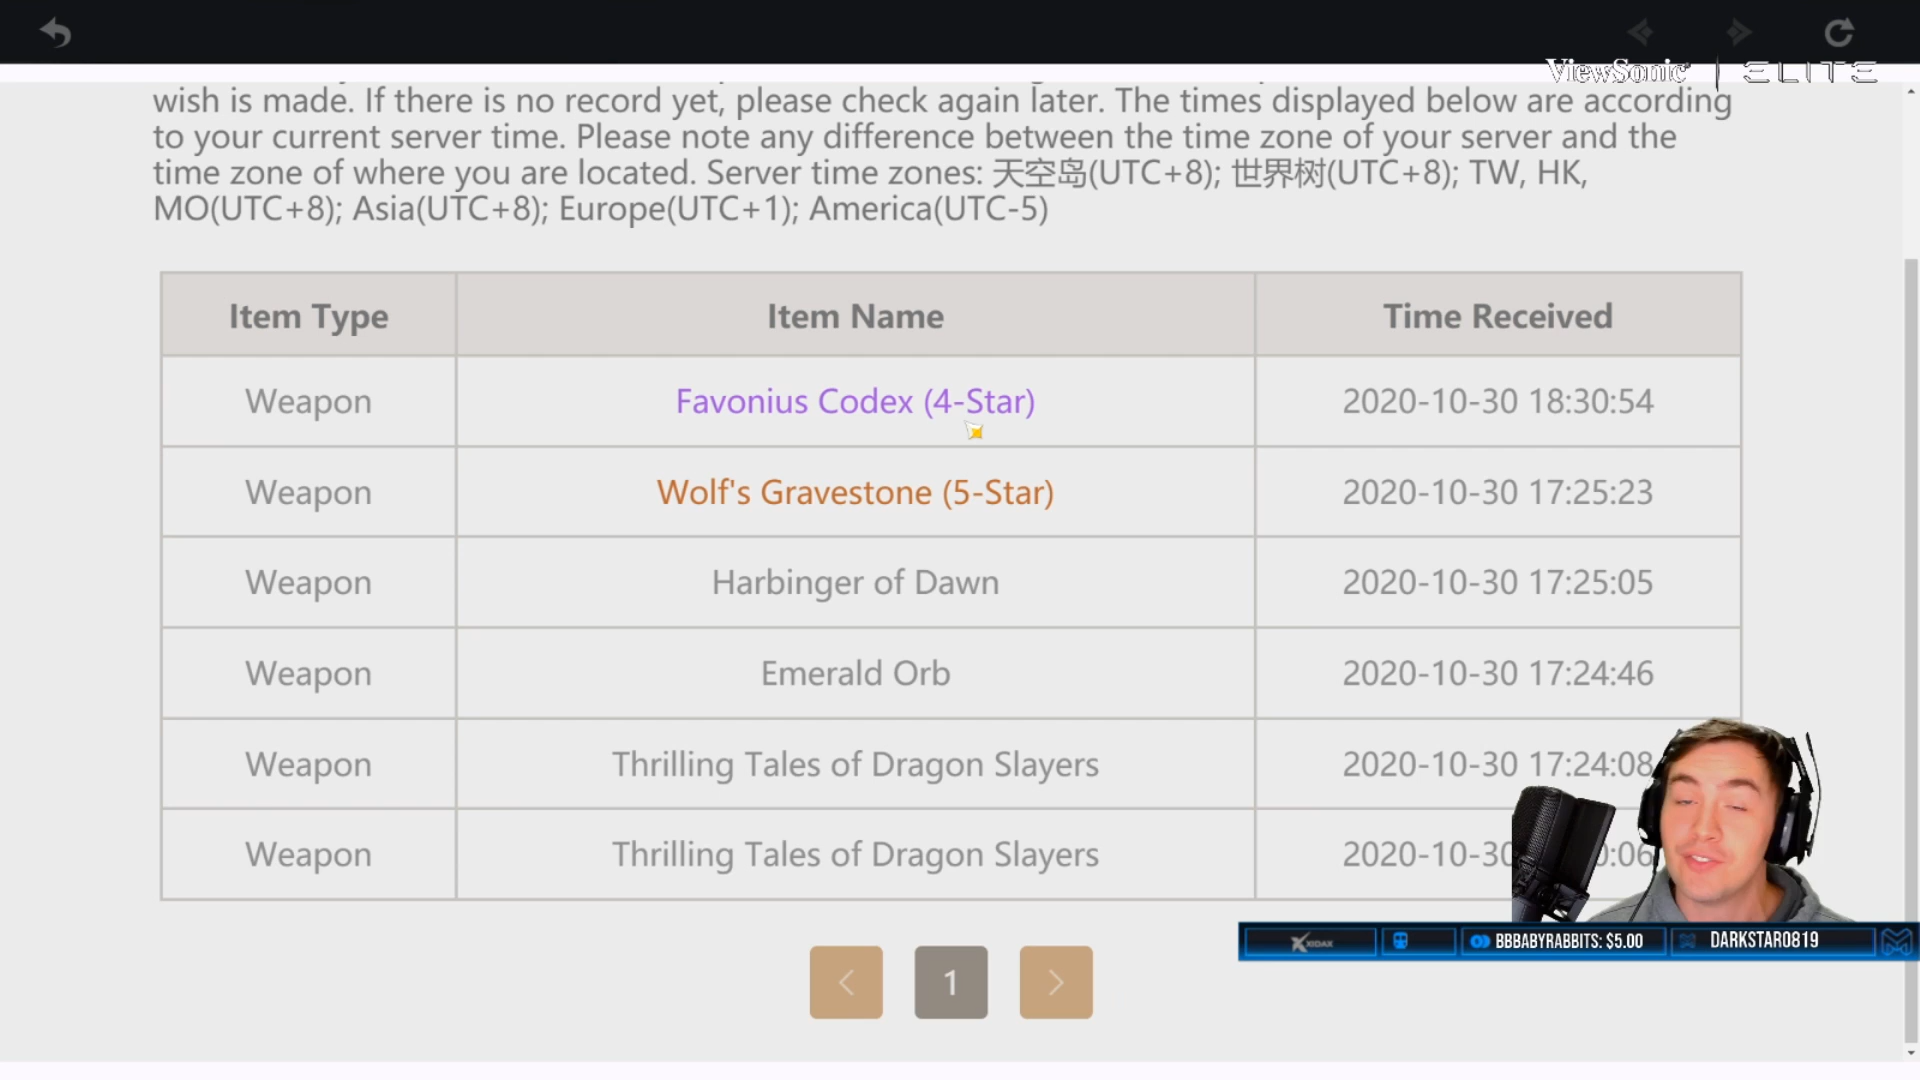 ViewSonic | ELITE
wish is made. If there is no record yet, please check again later. The times displayed below are according
to your current server time. Please note any difference between the time zone of your server and the
time zone of where you are located. Server time zones: 天空岛(UTC+8); 世界树(UTC+8); TW, HK,
MO(UTC+8); Asia(UTC+8); Europe(UTC+1); America(UTC-5)
Item Type Item Name Time Received
Weapon Favonius Codex (4-Star) 2020-10-30 18:30:54
Weapon Wolf's Gravestone (5-Star) 2020-10-30 17:25:23
Weapon Harbinger of Dawn 2020-10-30 17:25:05
Weapon Emerald Orb 2020-10-30 17:24:46
Weapon Thrilling Tales of Dragon Slayers 2020-10-30 17:24:08
Weapon Thrilling Tales of Dragon Slayers 2020-10-30 :06
XIDAX BBBABYRABBITS: $5.00 DARKSTAR0819
< 1 >